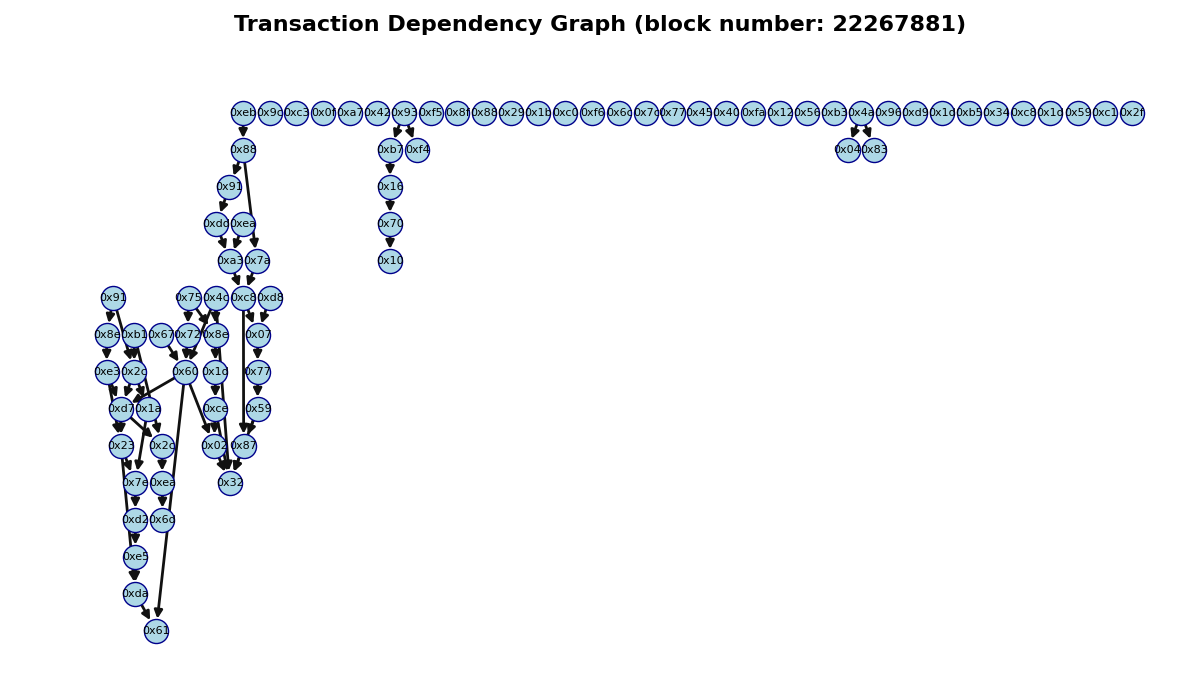 Transaction Dependency Graph (block number: 22267881)
0xeb 0x9c 0xc3 0x0f 0xa7 0x42 0x93 0xf5 0x8f 0x88 0x29 0x1b 0xc0 0xf6 0x6c 0x7c 0x77 0x45 0x40 0xfa 0x12 0x56 0xb3 0x4a 0x96 0xd9 0x1d 0xb5 0x34 0xc8 0x1c 0x59 0xc1 0x2f
0x88 0xb7 0xf4 0x04 0x83
0x91 0x16
0xdc 0xea 0x70
0xa3 0x7a 0x10
0x91 0x75 0x4c 0xc8 0xd8
0x8e 0xb1 0x67 0x72 0x8e 0x07
0xe3 0x2c 0x60 0x1d 0x77
0xd7 0x1a 0xce 0x59
0x23 0x2c 0x02 0x87
0x7e 0xea 0x32
0xd2 0x6d
0xe5
0xda
0x61